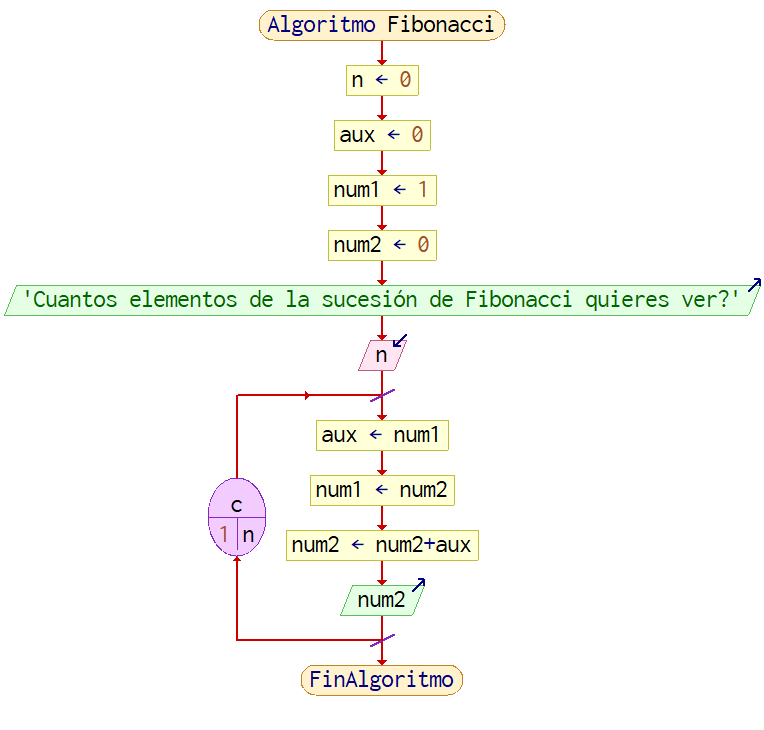 Algoritmo Fibonacci
n ← 0
aux ← 0
num1 ← 1
num2 ← 0
'Cuantos elementos de la sucesión de Fibonacci quieres ver?'
n
aux ← num1
num1 ← num2
c
1 n
num2 ← num2+aux
num2
FinAlgoritmo